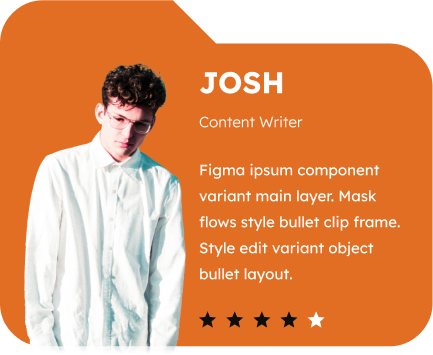 JOSH
Content Writer
Figma ipsum component
variant main layer. Mask
flows style bullet clip frame.
Style edit variant object
bullet layout.